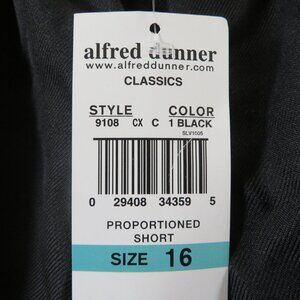 alfred dunner
www.alfreddunner.com
CLASSICS
STYLE COLOR
9108 CX C 1 BLACK
SLV1005
0 29408 34359 5
PROPORTIONED
SHORT
SIZE 16